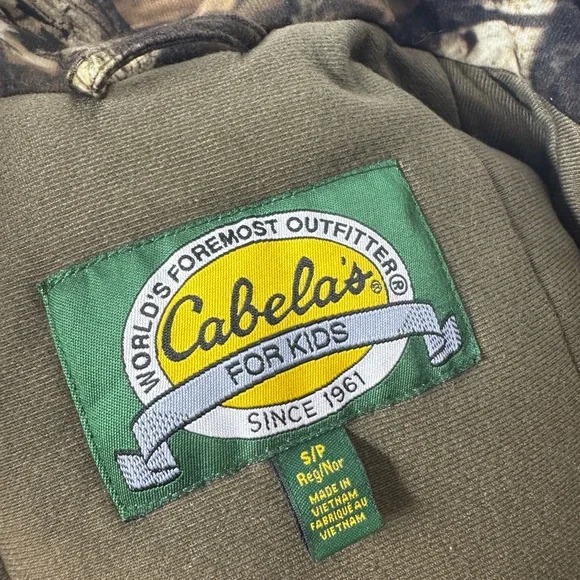 WORLD'S FOREMOST OUTFITTER®
Cabela's®
FOR KIDS
SINCE 1961
S/P
Reg/Nor
MADE IN
VIETNAM
FABRIQUÉ AU
VIETNAM